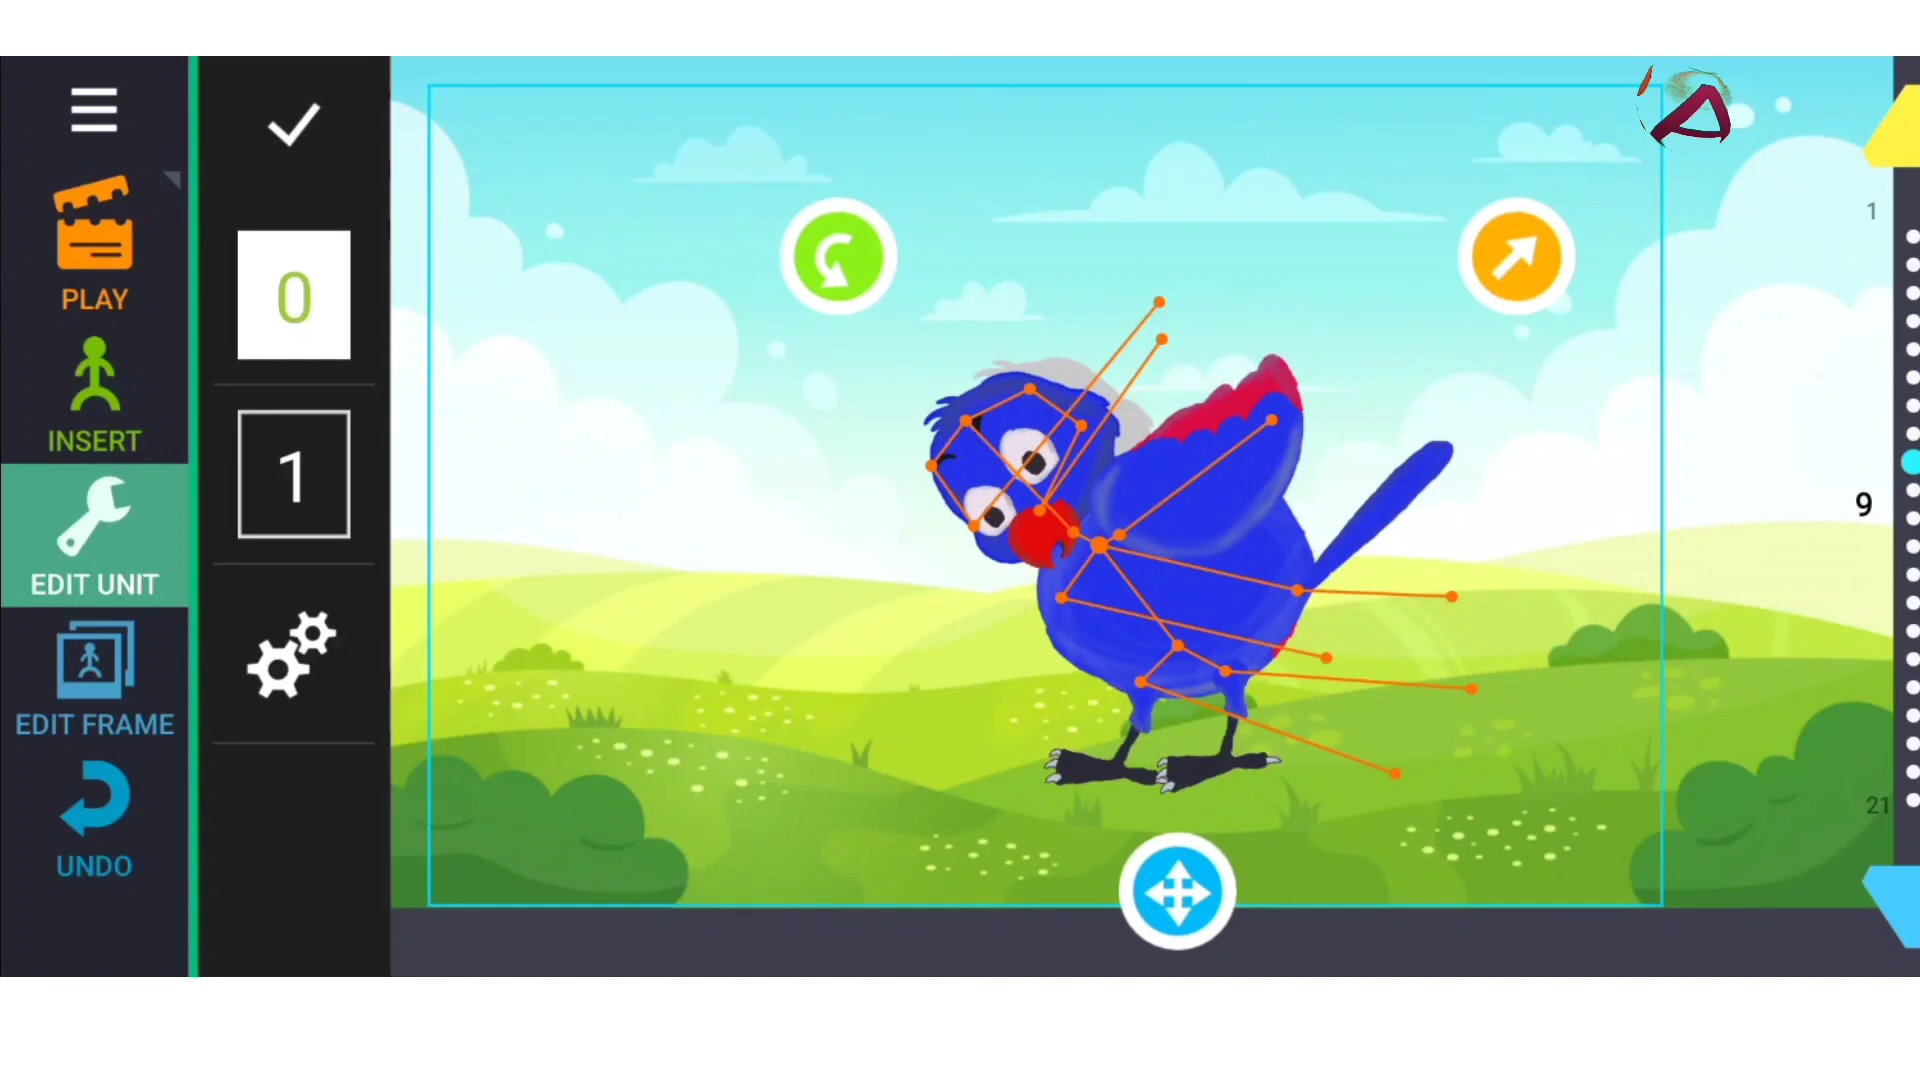 PLAY
INSERT
EDIT UNIT
EDIT FRAME
UNDO
0
1
1
9
21